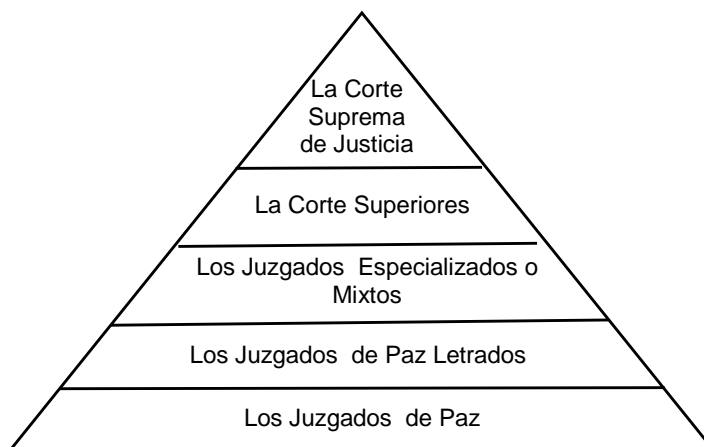 La Corte
Suprema
de Justicia
La Corte Superiores
Los Juzgados  Especializados o
Mixtos
Los Juzgados  de Paz Letrados
Los Juzgados  de Paz